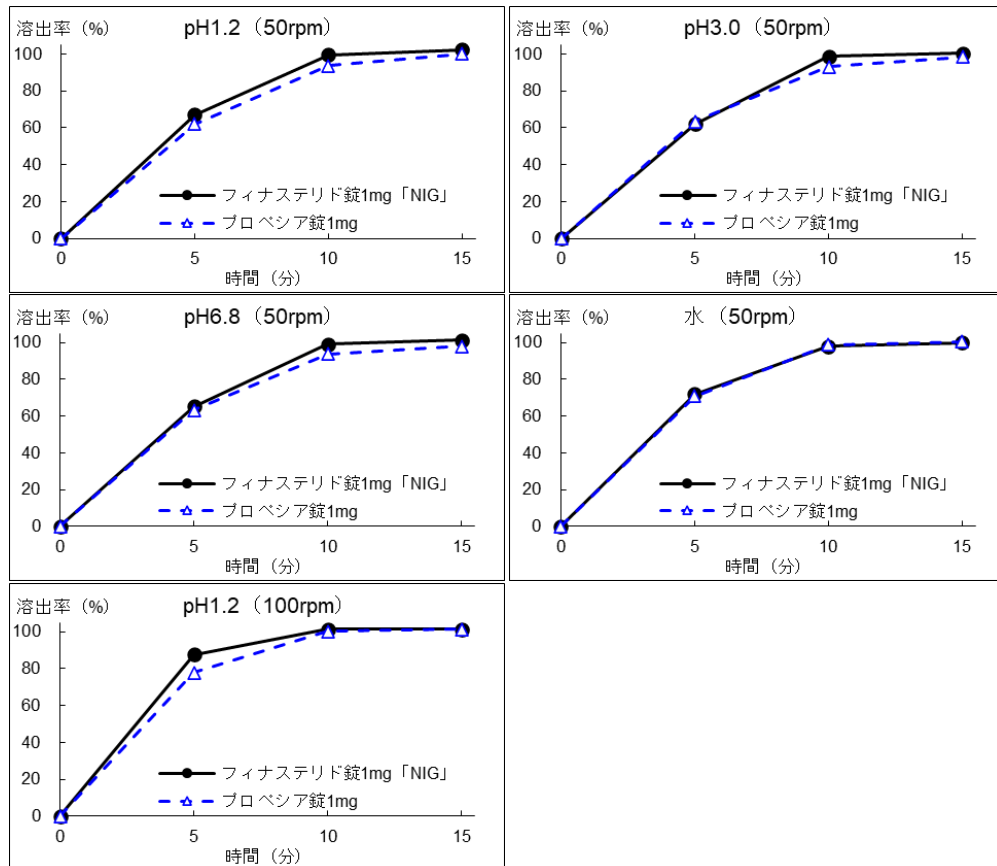 溶出率（%） pH1.2（50rpm）
100
80
60
40
20
0
フィナステリド錠1mg「NIG」
プロペシア錠1mg
0 5 10 15
時間（分）
溶出率（%） pH3.0（50rpm）
100
80
60
40
20
0
フィナステリド錠1mg「NIG」
プロペシア錠1mg
0 5 10 15
時間（分）
溶出率（%） pH6.8（50rpm）
100
80
60
40
20
0
フィナステリド錠1mg「NIG」
プロペシア錠1mg
0 5 10 15
時間（分）
溶出率（%） 水（50rpm）
100
80
60
40
20
0
フィナステリド錠1mg「NIG」
プロペシア錠1mg
0 5 10 15
時間（分）
溶出率（%） pH1.2（100rpm）
100
80
60
40
20
0
フィナステリド錠1mg「NIG」
プロペシア錠1mg
0 5 10 15
時間（分）